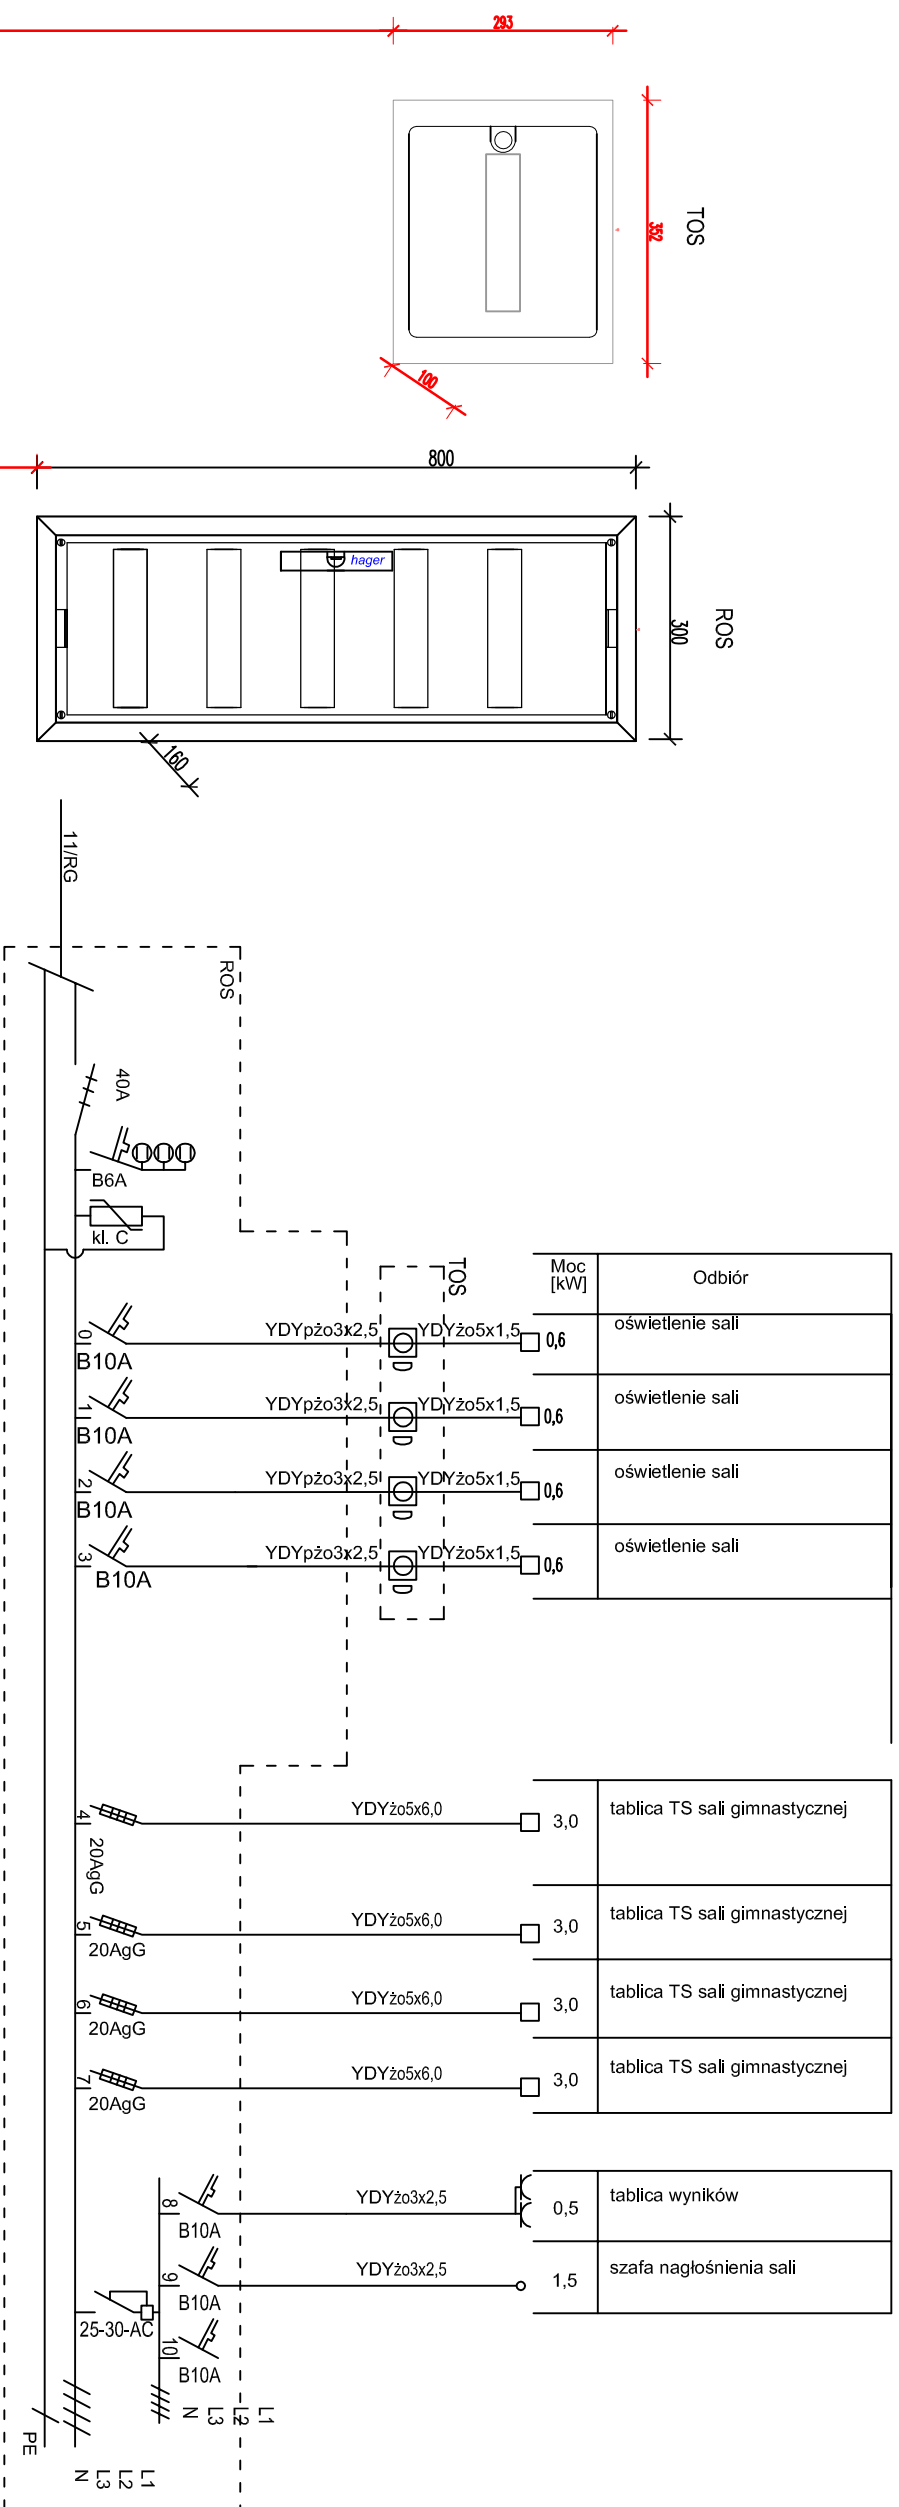 293
352
TOS
100
800
hager
300
ROS
160
11/RG
ROS
40A
B6A
kl. C
TOS
Moc
[kW]
Odbiór
0
B10A
YDYpżo3x2,5
YDYżo5x1,5
0,6
oświetlenie sali
1
B10A
YDYpżo3x2,5
YDYżo5x1,5
0,6
oświetlenie sali
2
B10A
YDYpżo3x2,5
YDYżo5x1,5
0,6
oświetlenie sali
3
B10A
YDYpżo3x2,5
YDYżo5x1,5
0,6
oświetlenie sali
4
20AgG
YDYżo5x6,0
3,0
tablica TS sali gimnastycznej
5
20AgG
YDYżo5x6,0
3,0
tablica TS sali gimnastycznej
6
20AgG
YDYżo5x6,0
3,0
tablica TS sali gimnastycznej
7
20AgG
YDYżo5x6,0
3,0
tablica TS sali gimnastycznej
8
B10A
YDYżo3x2,5
0,5
tablica wyników
9
B10A
YDYżo3x2,5
1,5
szafa nagłośnienia sali
25-30-AC
10
B10A
L1
L2
L3
N
PE
L1
L2
L3
N